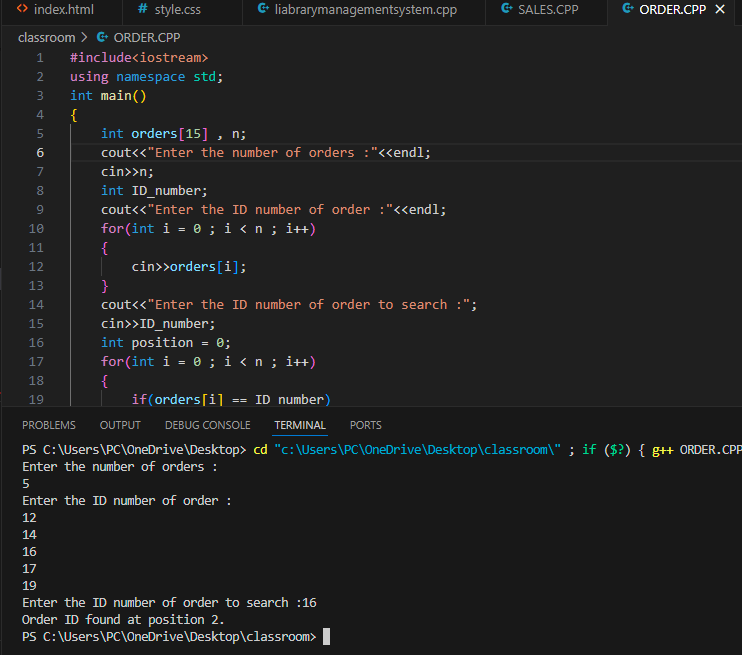 index.html # style.css liabrarymanagementsystem.cpp SALES.CPP ORDER.CPP
classroom > ORDER.CPP
1 #include<iostream>
2 using namespace std;
3 int main()
4 {
5 int orders[15] , n;
6 cout<<"Enter the number of orders :"<<endl;
7 cin>>n;
8 int ID_number;
9 cout<<"Enter the ID number of order :"<<endl;
10 for(int i = 0 ; i < n ; i++)
11 {
12 cin>>orders[i];
13 }
14 cout<<"Enter the ID number of order to search :";
15 cin>>ID_number;
16 int position = 0;
17 for(int i = 0 ; i < n ; i++)
18 {
19 if(orders[i] == ID_number)
PROBLEMS OUTPUT DEBUG CONSOLE TERMINAL PORTS
PS C:\Users\PC\OneDrive\Desktop> cd "c:\Users\PC\OneDrive\Desktop\classroom\" ; if ($?) { g++ ORDER.CPP
Enter the number of orders :
5
Enter the ID number of order :
12
14
16
17
19
Enter the ID number of order to search :16
Order ID found at position 2.
PS C:\Users\PC\OneDrive\Desktop\classroom>